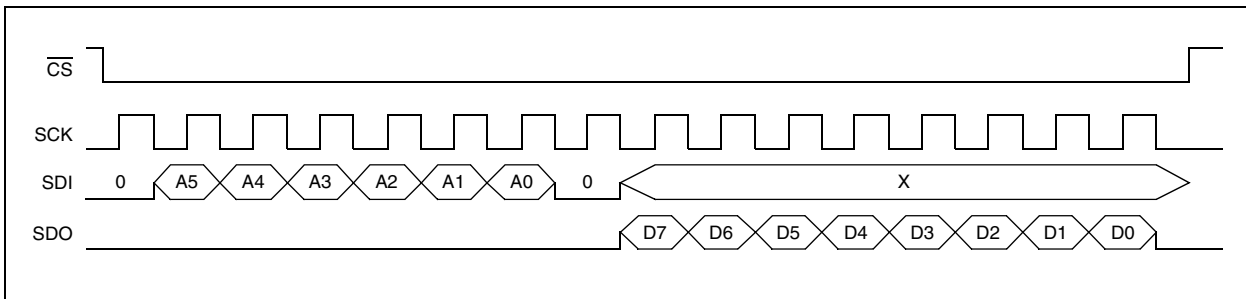 CS
SCK
SDI 0 A5 A4 A3 A2 A1 A0 0 X
SDO D7 D6 D5 D4 D3 D2 D1 D0